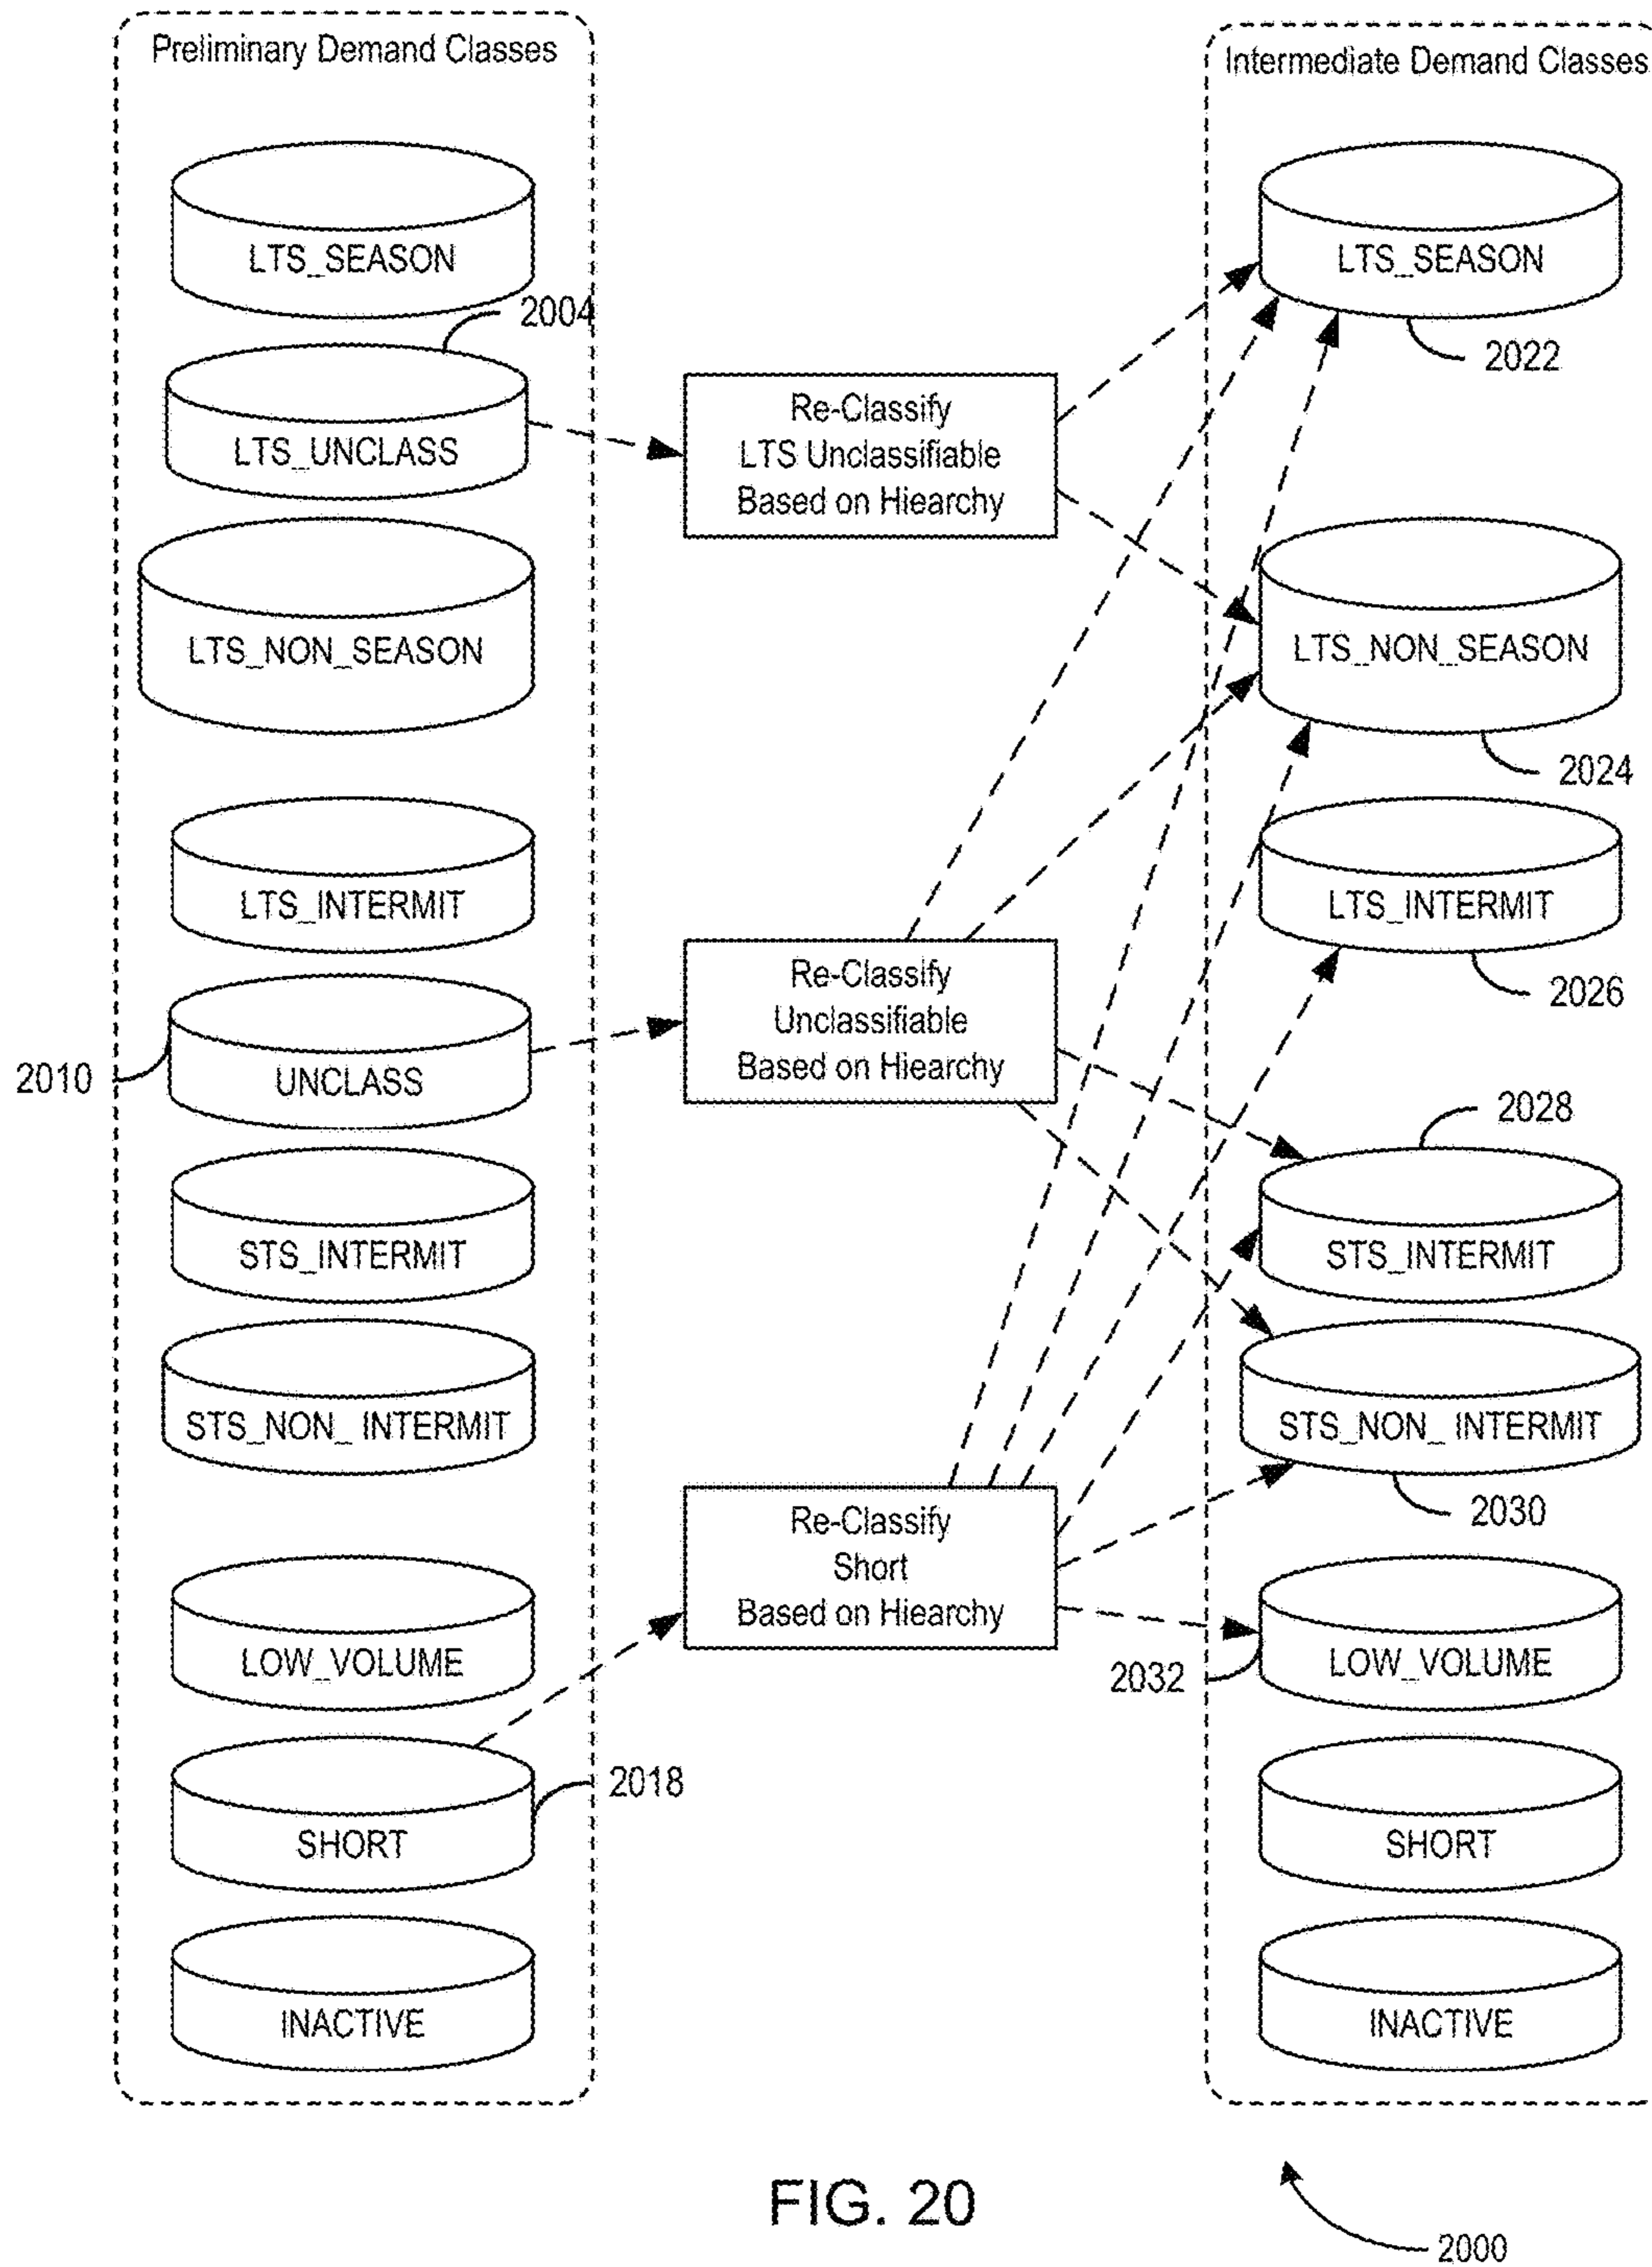 Preliminary Demand Classes
LTS_SEASON
2004
LTS_UNCLASS
LTS_NON_SEASON
LTS_INTERMIT
UNCLASS
2010
STS_INTERMIT
STS_NON_ INTERMIT
LOW_VOLUME
SHORT
2018
INACTIVE
Re-Classify
LTS Unclassifiable
Based on Hiearchy
Re-Classify
Unclassifiable
Based on Hiearchy
Re-Classify
Short
Based on Hiearchy
Intermediate Demand Classes
LTS_SEASON
2022
LTS_NON_SEASON
2024
LTS_INTERMIT
2026
2028
STS_INTERMIT
STS_NON_ INTERMIT
2030
LOW_VOLUME
2032
SHORT
INACTIVE
FIG. 20
2000